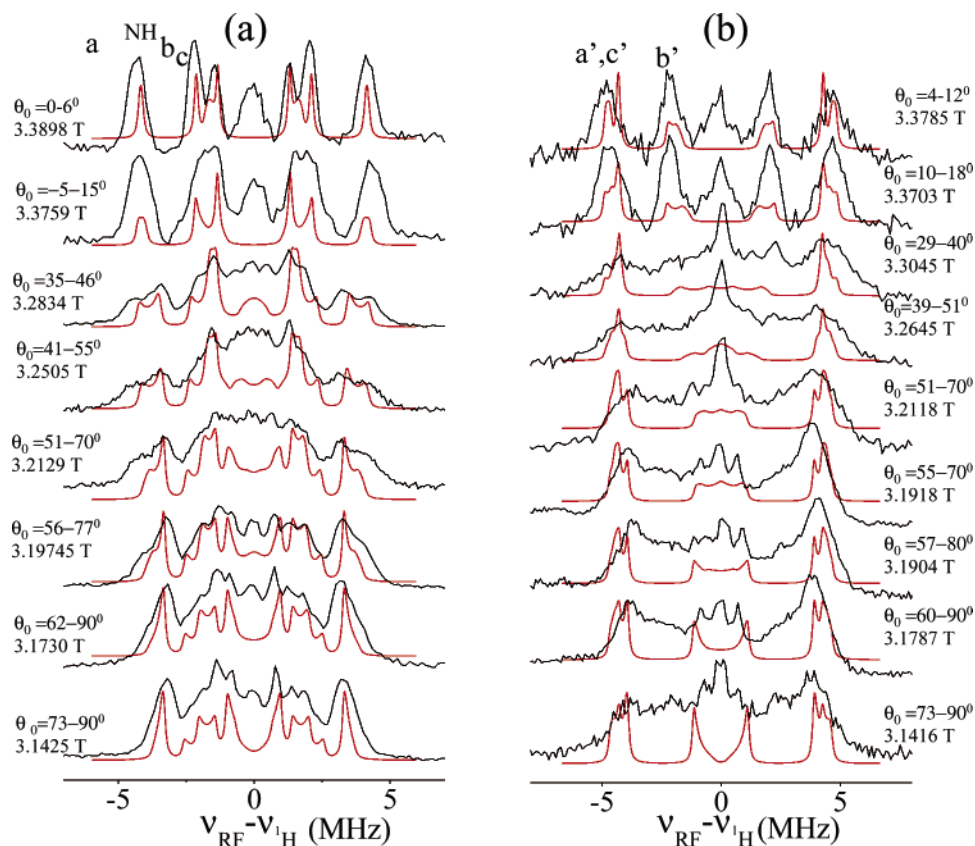 (a)
(b)
a NH b c
a’,c’ b’
θ₀ =0-6⁰
3.3898 T
θ₀ =–5–15⁰
3.3759 T
θ₀ =35–46⁰
3.2834 T
θ₀=41–55⁰
3.2505 T
θ₀ =51–70⁰
3.2129 T
θ₀ =56–77⁰
3.19745 T
θ₀ =62–90⁰
3.1730 T
θ₀=73–90⁰
3.1425 T
-5 0 5
ν_RF-ν_¹H (MHz)
θ₀ =4-12⁰
3.3785 T
θ₀ =10–18⁰
3.3703 T
θ₀ =29–40⁰
3.3045 T
θ₀ =39–51⁰
3.2645 T
θ₀ =51–70⁰
3.2118 T
θ₀ =55–70⁰
3.1918 T
θ₀ =57–80⁰
3.1904 T
θ₀ =60–90⁰
3.1787 T
θ₀ =73–90⁰
3.1416 T
-5 0 5
ν_RF-ν_¹H (MHz)